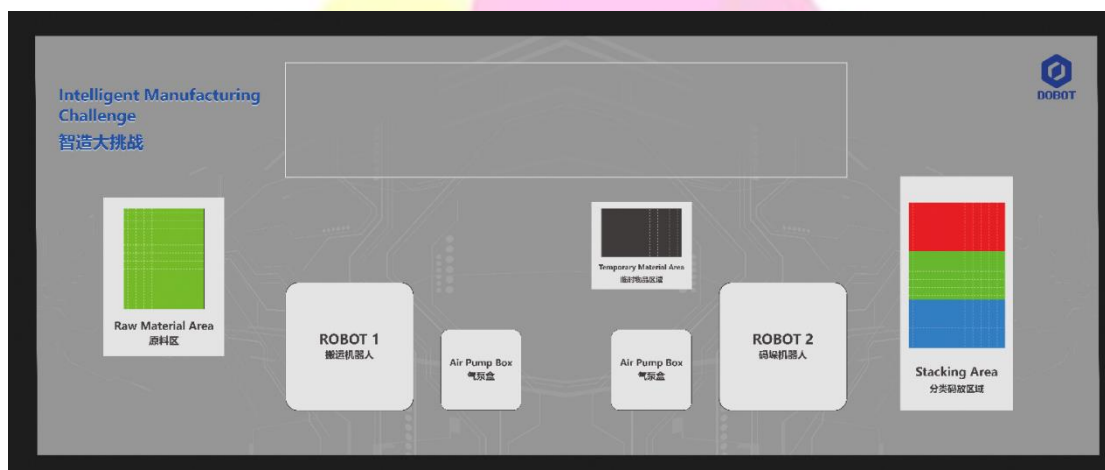 Intelligent Manufacturing
Challenge
智造大挑战
DOBOT
Raw Material Area
原料区
ROBOT 1
搬运机器人
Air Pump Box
气泵盒
Temporary Material Area
临时物品区域
Air Pump Box
气泵盒
ROBOT 2
码垛机器人
Stacking Area
分类码放区域